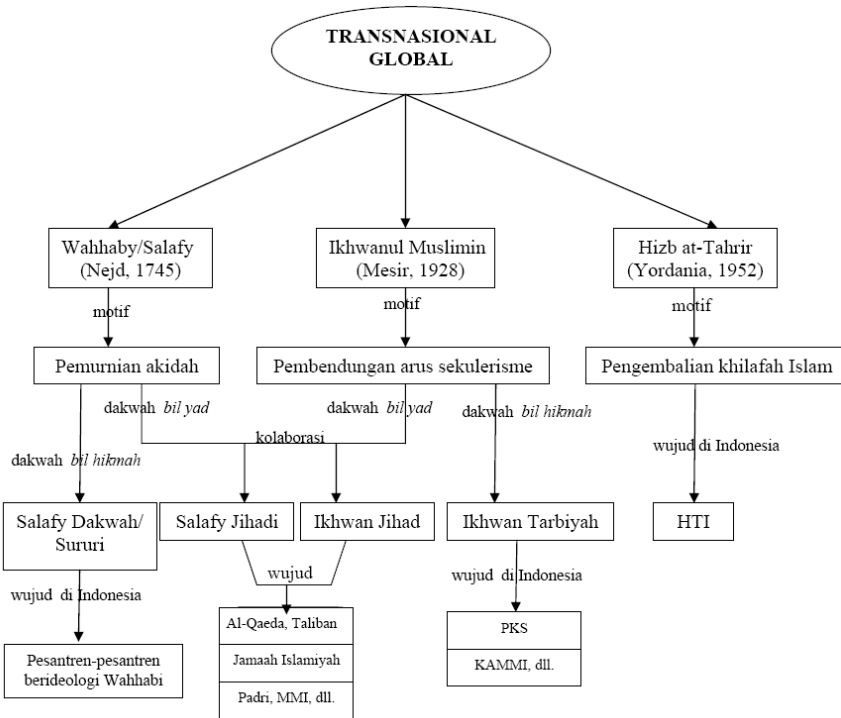 TRANSNASIONAL
GLOBAL
Wahhaby/Salafy
(Nejd, 1745)
Ikhwanul Muslimin
(Mesir, 1928)
Hizb at-Tahrir
(Yordania, 1952)
motif
motif
motif
Pemurnian akidah
Pembendungan arus sekulerisme
Pengembalian khilafah Islam
dakwah bil yad
dakwah bil yad
dakwah bil hikmah
kolaborasi
wujud di Indonesia
dakwah bil hikmah
Salafy Dakwah/
Sururi
Salafy Jihadi
Ikhwan Jihad
Ikhwan Tarbiyah
HTI
wujud
wujud di Indonesia
wujud di Indonesia
Al-Qaeda, Taliban
Jamaah Islamiyah
Padri, MMI, dll.
PKS
KAMMI, dll.
Pesantren-pesantren
berideologi Wahhabi